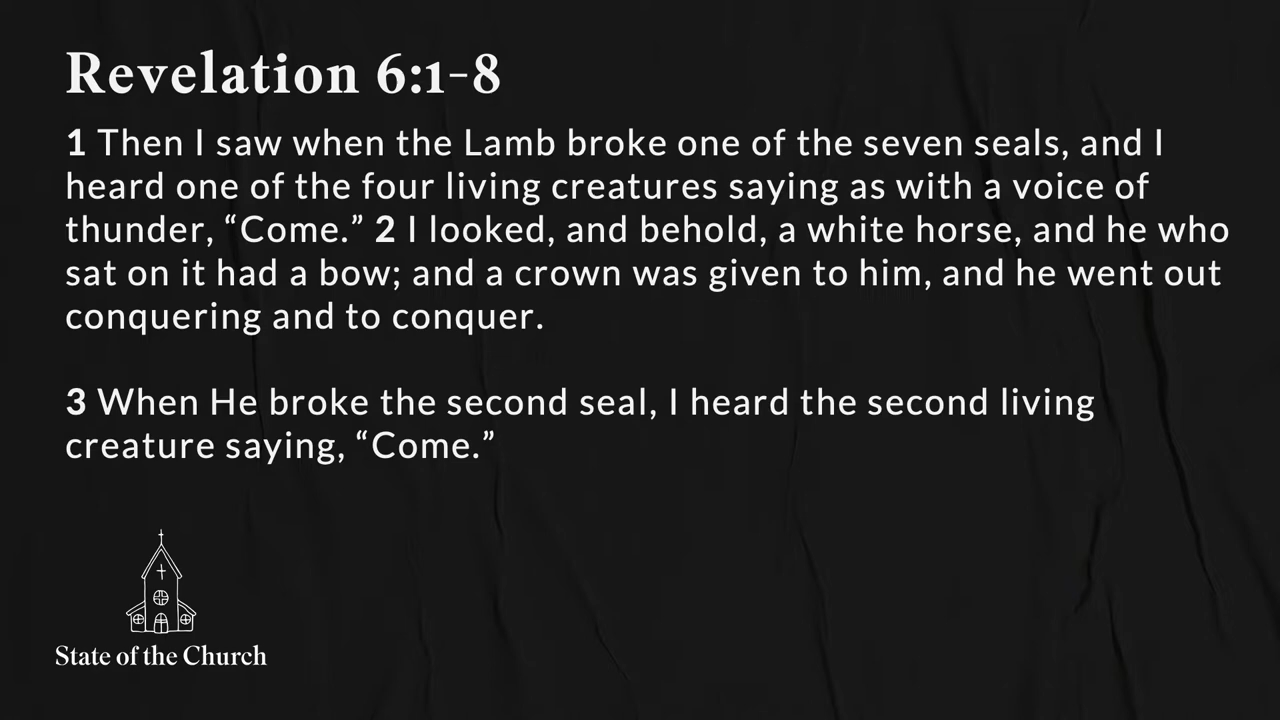 Revelation 6:1-8
1 Then I saw when the Lamb broke one of the seven seals, and I
heard one of the four living creatures saying as with a voice of
thunder, “Come.” 2 I looked, and behold, a white horse, and he who
sat on it had a bow; and a crown was given to him, and he went out
conquering and to conquer.
3 When He broke the second seal, I heard the second living
creature saying, “Come.”
State of the Church